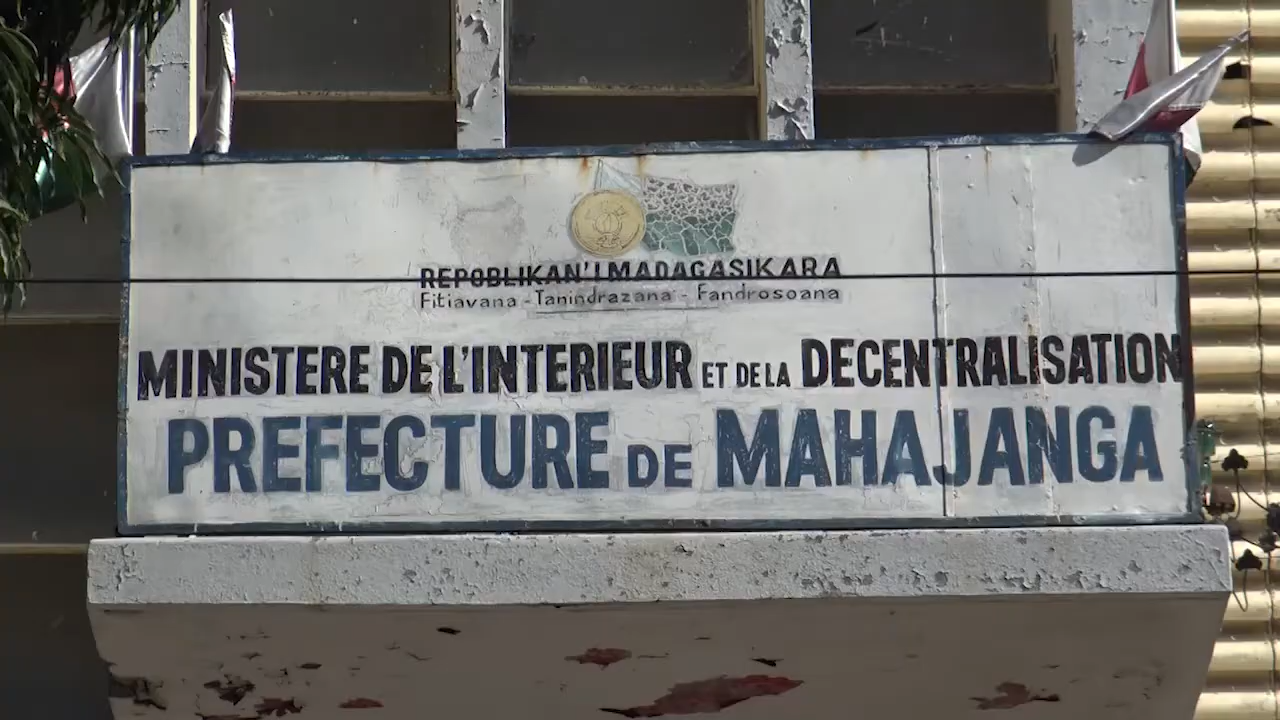 REPOBLIKAN'I MADAGASIKARA
Fitiavana - Tanindrazana - Fandrosoana
MINISTERE DE L'INTERIEUR ET DE LA DECENTRALISATION
PREFECTURE DE MAHAJANGA